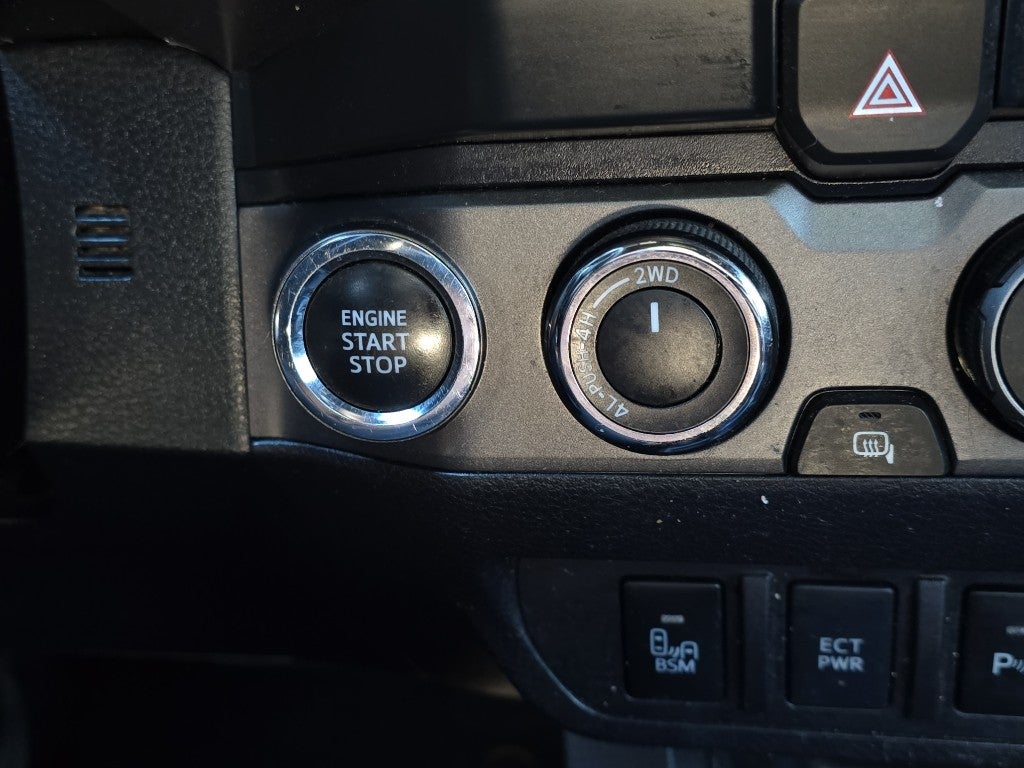 ENGINE
START
STOP
2WD
4L-PUSH-4H
BSM
ECT
PWR
P